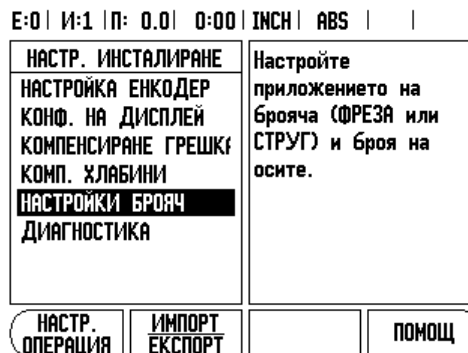 E:0 | И:1 | П: 0.0 | 0:00 | INCH | ABS | |
НАСТР. ИНСТАЛИРАНЕ
НАСТРОЙКА ЕНКОДЕР
КОНФ. НА ДИСПЛЕЙ
КОМПЕНСИРАНЕ ГРЕШК
КОМП. ХЛАБИНИ
НАСТРОЙКИ БРОЯЧ
ДИАГНОСТИКА
Настройте
приложението на
брояча (ФРЕЗА или
СТРУГ) и броя на
осите.
НАСТР.
ОПЕРАЦИЯ
ИМПОРТ
ЕКСПОРТ
ПОМОЩ